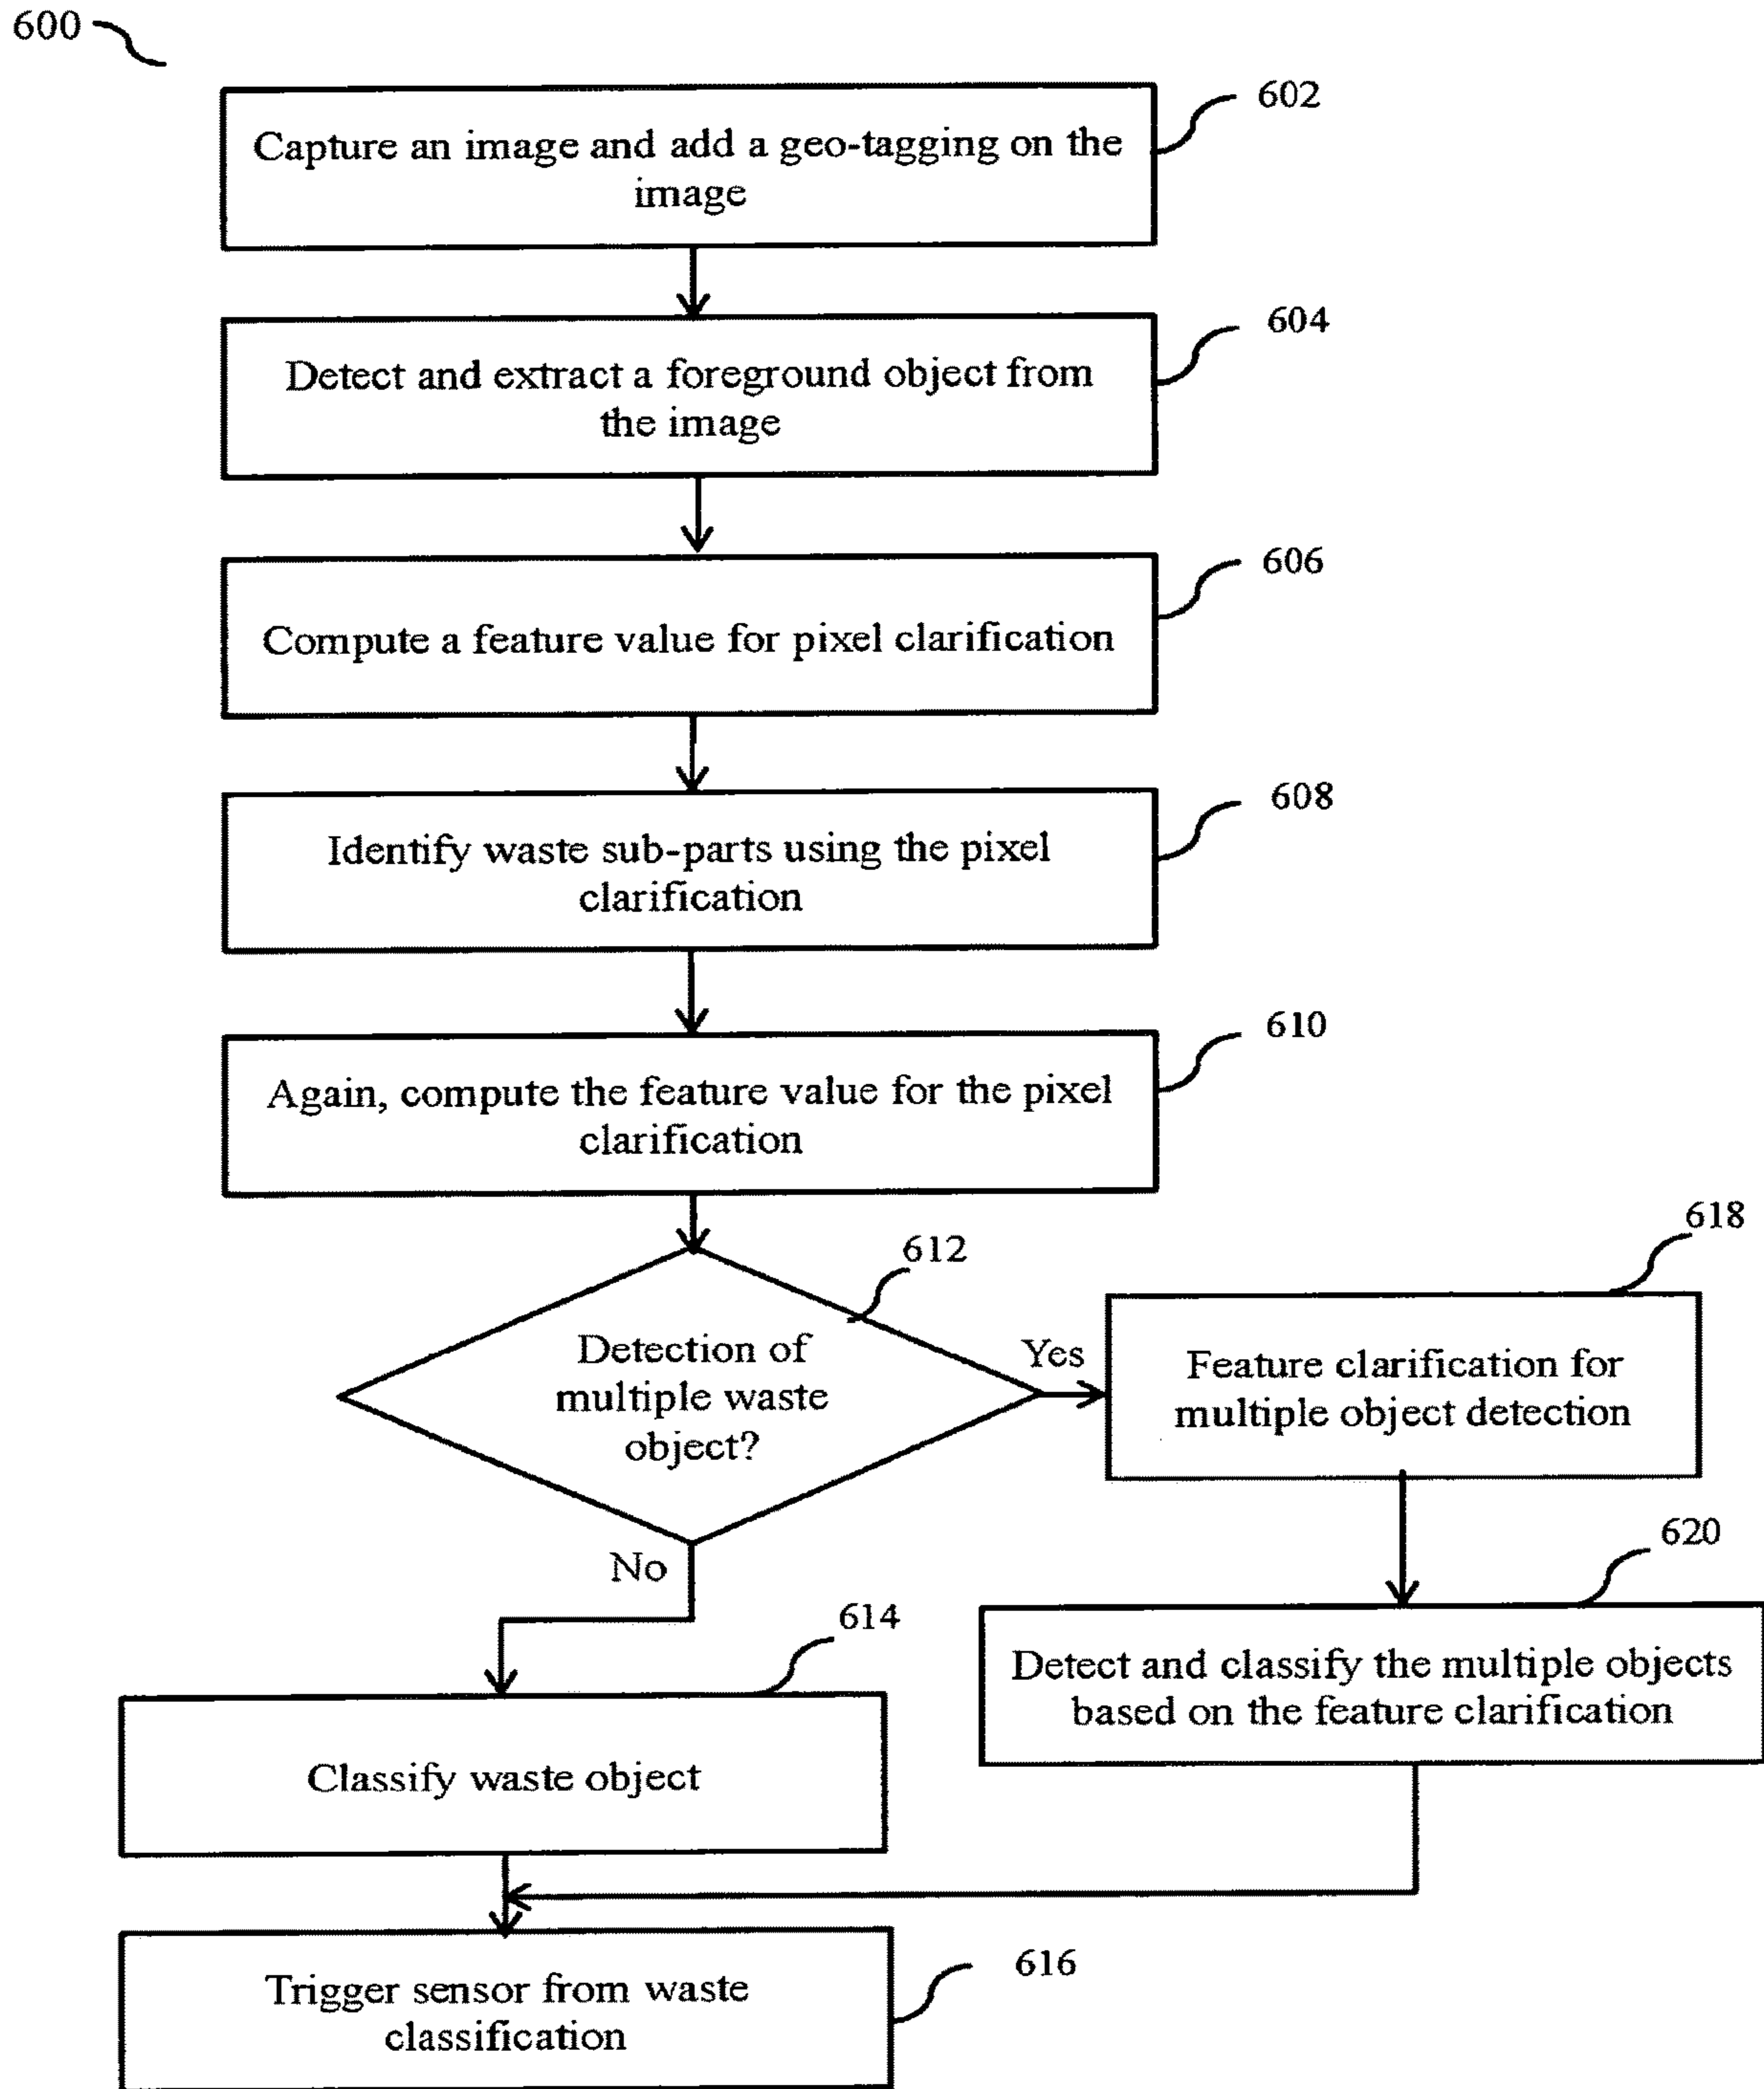 600
602
Capture an image and add a geo-tagging on the
image
604
Detect and extract a foreground object from
the image
606
Compute a feature value for pixel clarification
608
Identify waste sub-parts using the pixel
clarification
610
Again, compute the feature value for the pixel
clarification
612
Detection of
multiple waste
object?
Yes
618
Feature clarification for
multiple object detection
No
620
Detect and classify the multiple objects
based on the feature clarification
614
Classify waste object
616
Trigger sensor from waste
classification